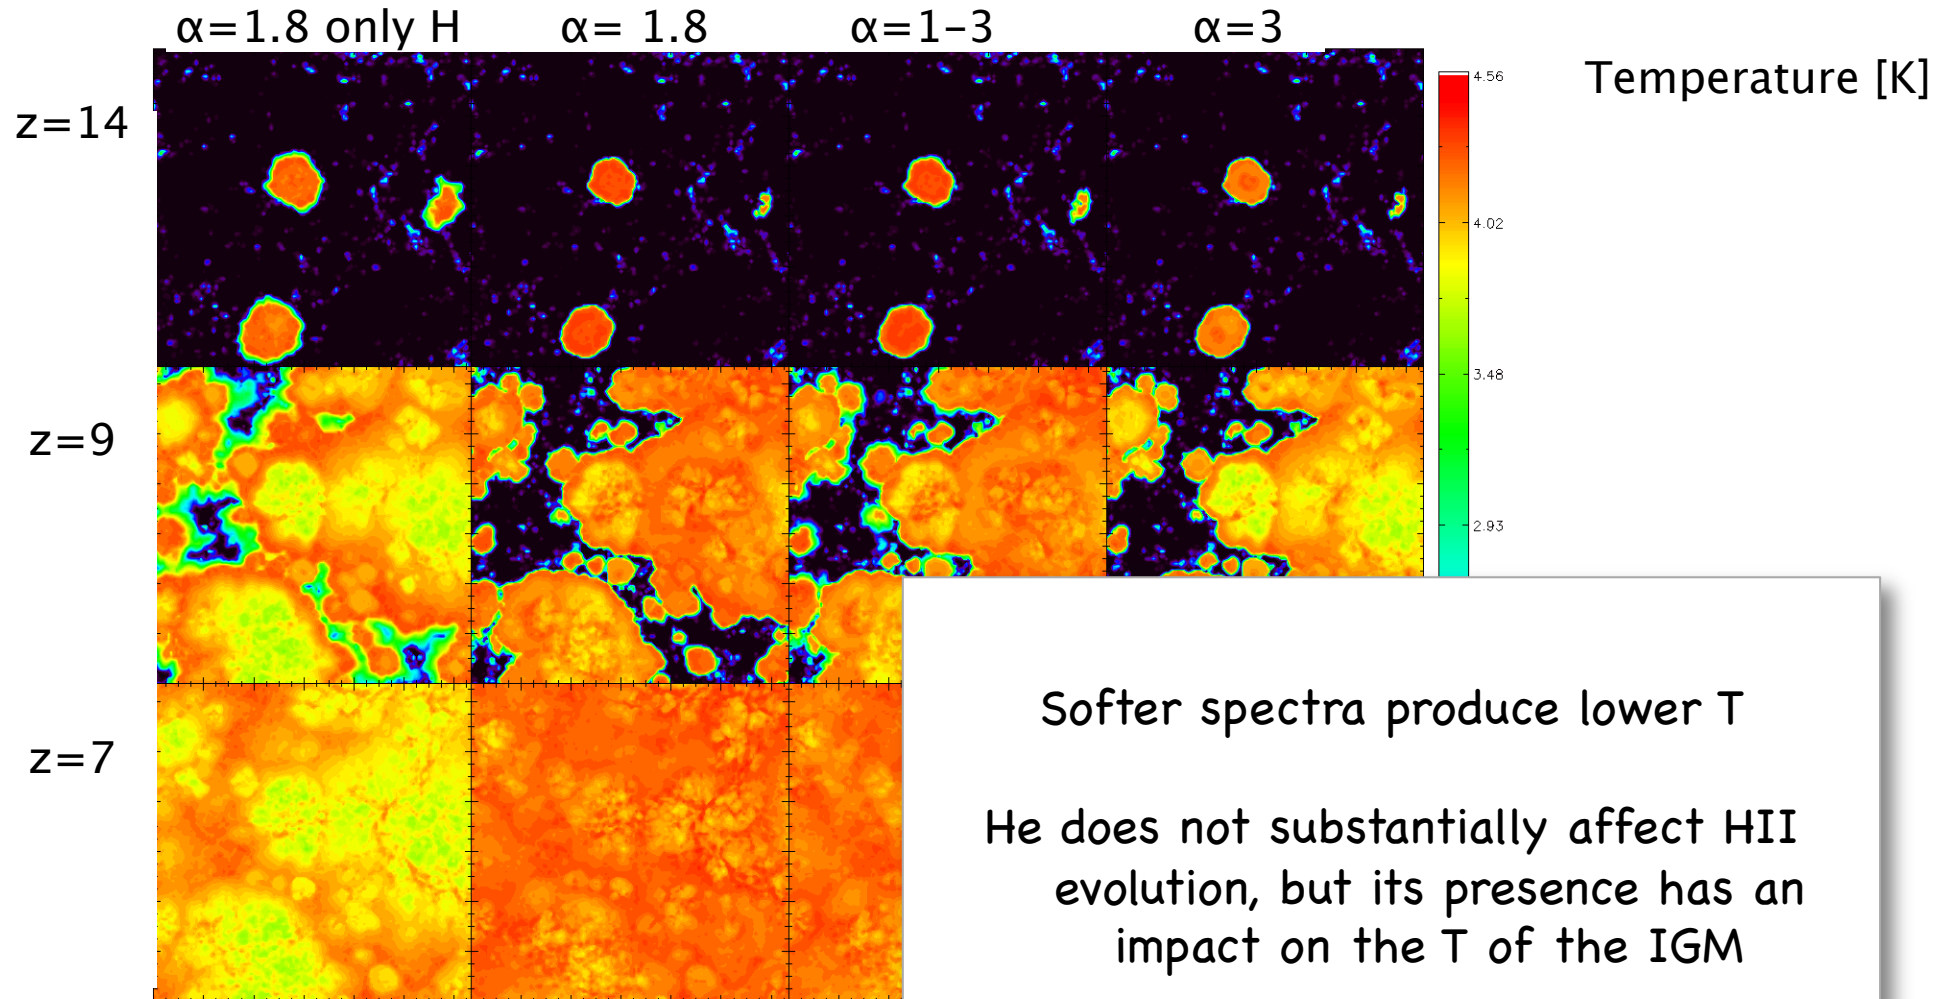 α=1.8 only H
α= 1.8
α=1-3
α=3
Temperature [K]
z=14
z=9
z=7
4.56
4.02
3.48
2.93
Softer spectra produce lower T
He does not substantially affect HII
evolution, but its presence has an
impact on the T of the IGM